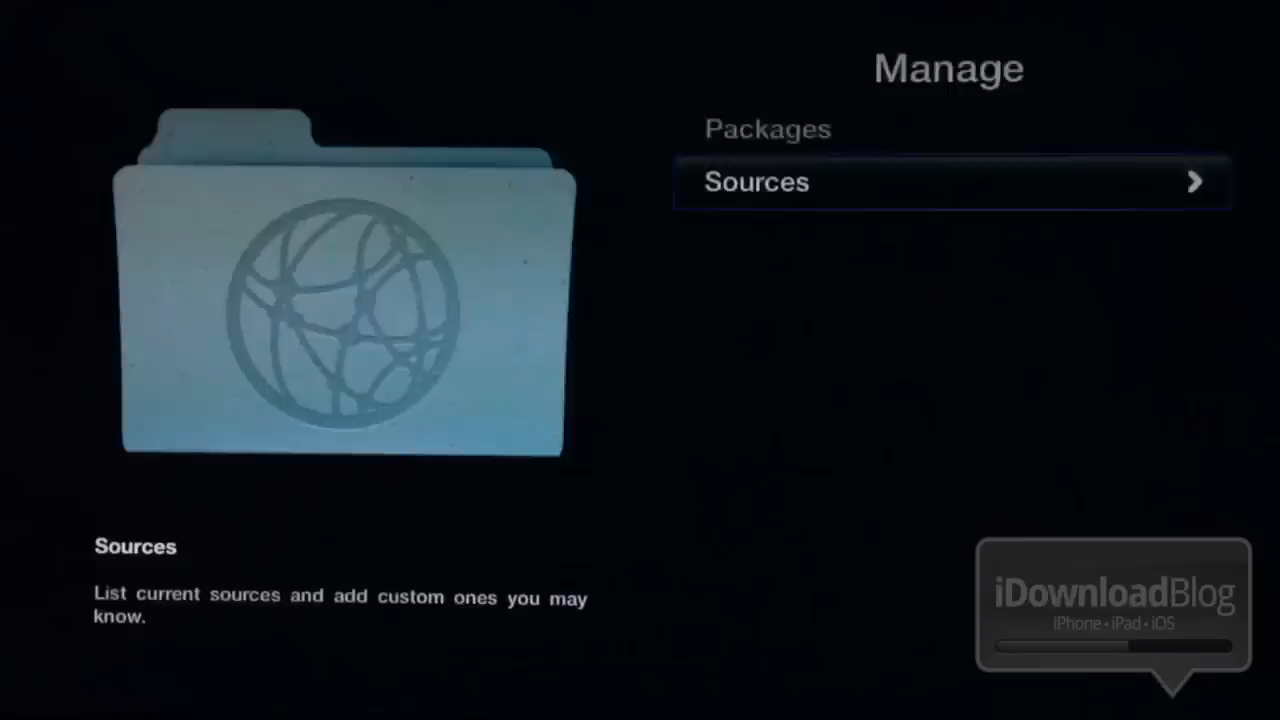 Manage
Packages
Sources
Sources
List current sources and add custom ones you may
know.
iDownloadBlog
iPhone • iPad • iOS